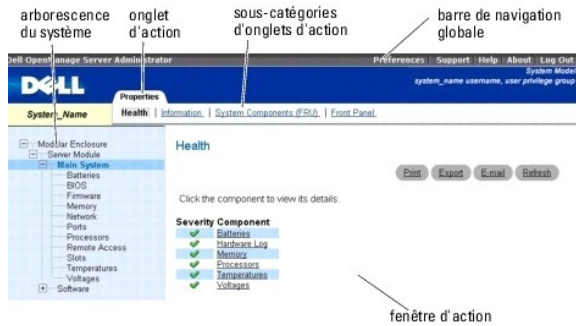 arborescence du système
onglet d'action
sous-catégories d'onglets d'action
barre de navigation globale
Dell OpenManage Server Administrator
Preferences Support Help About Log Out
System Model
system_name username, user privilege group
DELL
Properties
System_Name
Health Information System Components (FRU) Front Panel
Modular Enclosure
Server Module
Main System
Batteries
BIOS
Firmware
Memory
Network
Ports
Processors
Remote Access
Slots
Temperatures
Voltages
Software
Health
Print Export E-mail Refresh
Click the component to view its details.
Severity Component
Batteries
Hardware Log
Memory
Processors
Temperatures
Voltages
fenêtre d'action